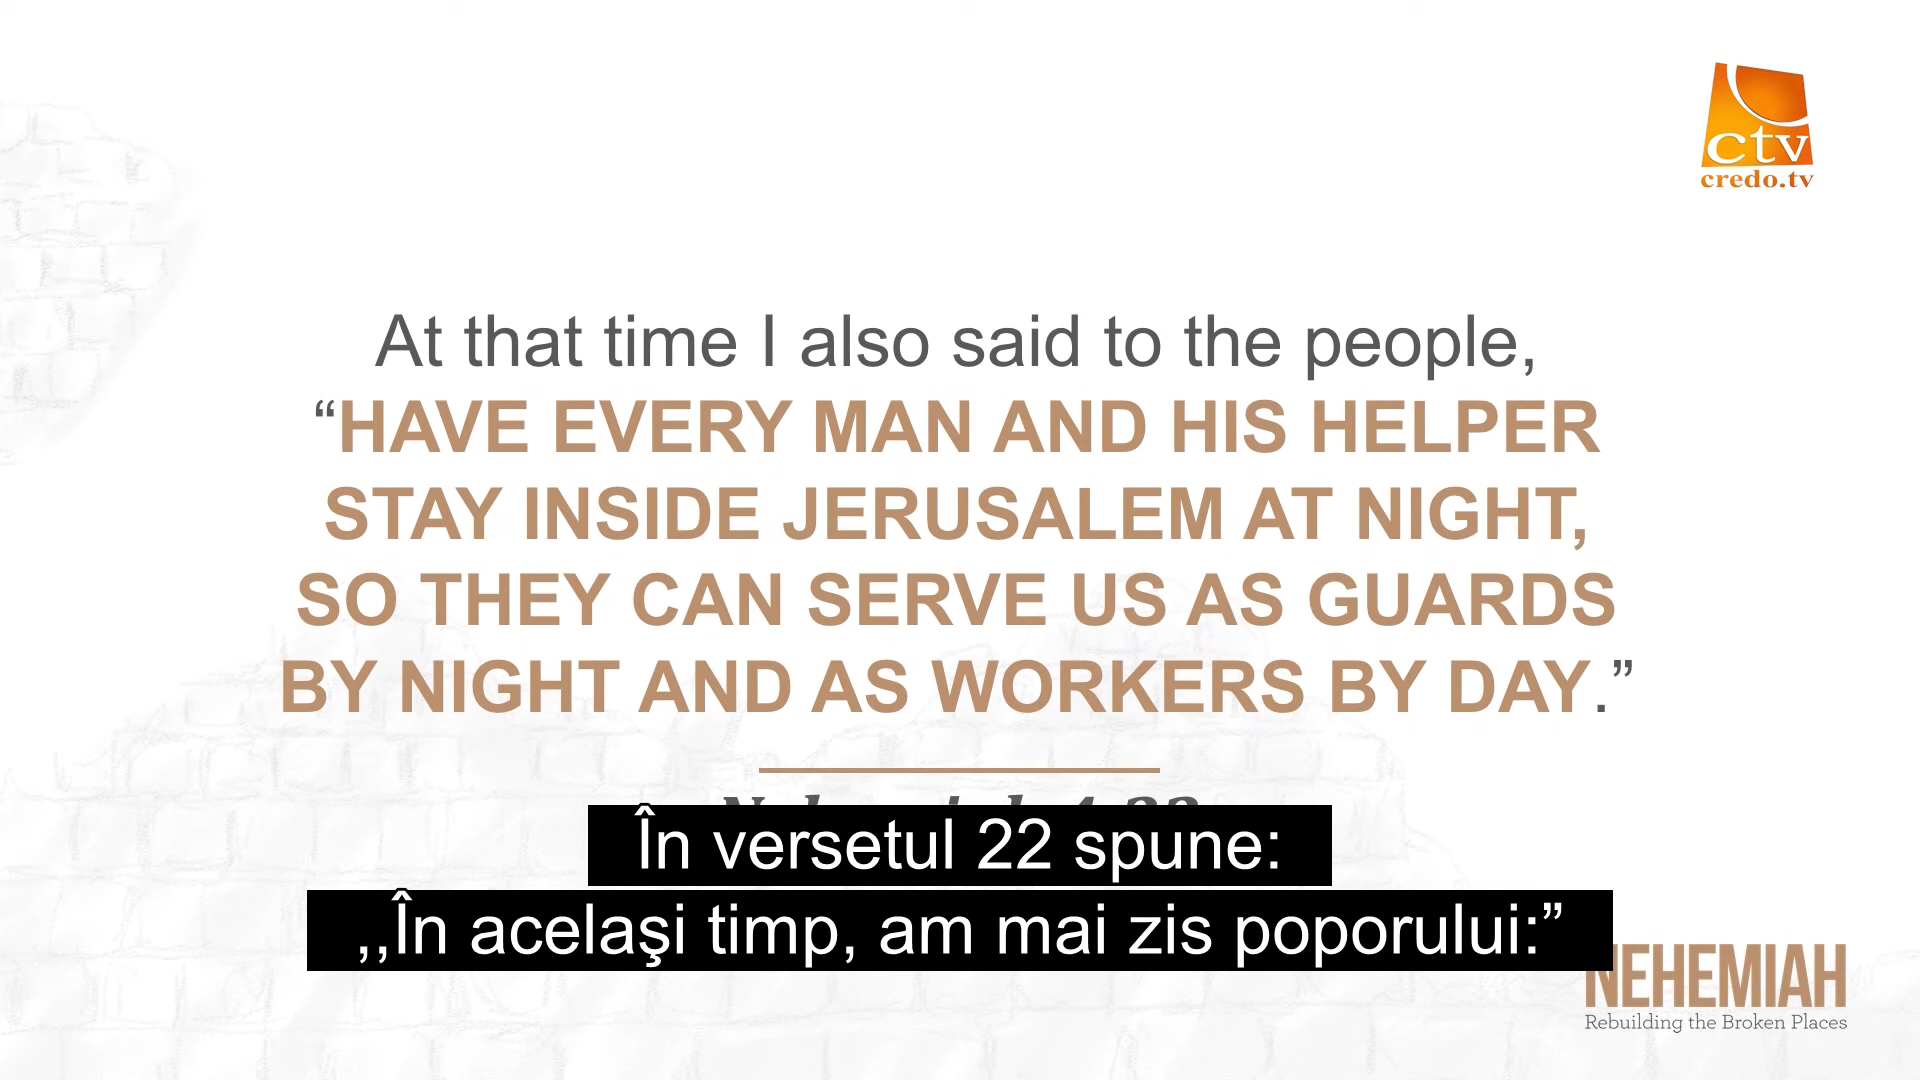 ctv
credo.tv
At that time I also said to the people,
“HAVE EVERY MAN AND HIS HELPER
STAY INSIDE JERUSALEM AT NIGHT,
SO THEY CAN SERVE US AS GUARDS
BY NIGHT AND AS WORKERS BY DAY.”
În versetul 22 spune:
,,În acelaşi timp, am mai zis poporului:”
NEHEMIAH
Rebuilding the Broken Places